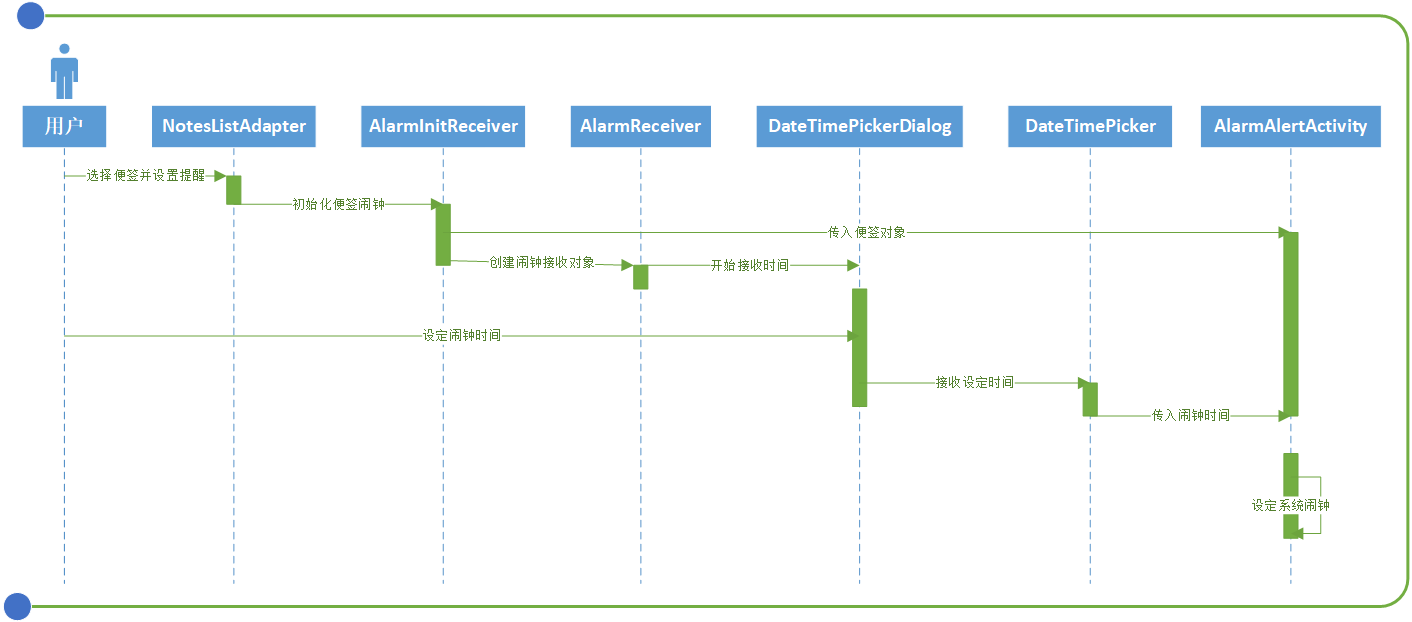 用户
NotesListAdapter
AlarmInitReceiver
AlarmReceiver
DateTimePickerDialog
DateTimePicker
AlarmAlertActivity
选择便签并设置提醒
初始化便签闹钟
传入便签对象
创建闹钟接收对象
开始接收时间
设定闹钟时间
接收设定时间
传入闹钟时间
设定系统闹钟